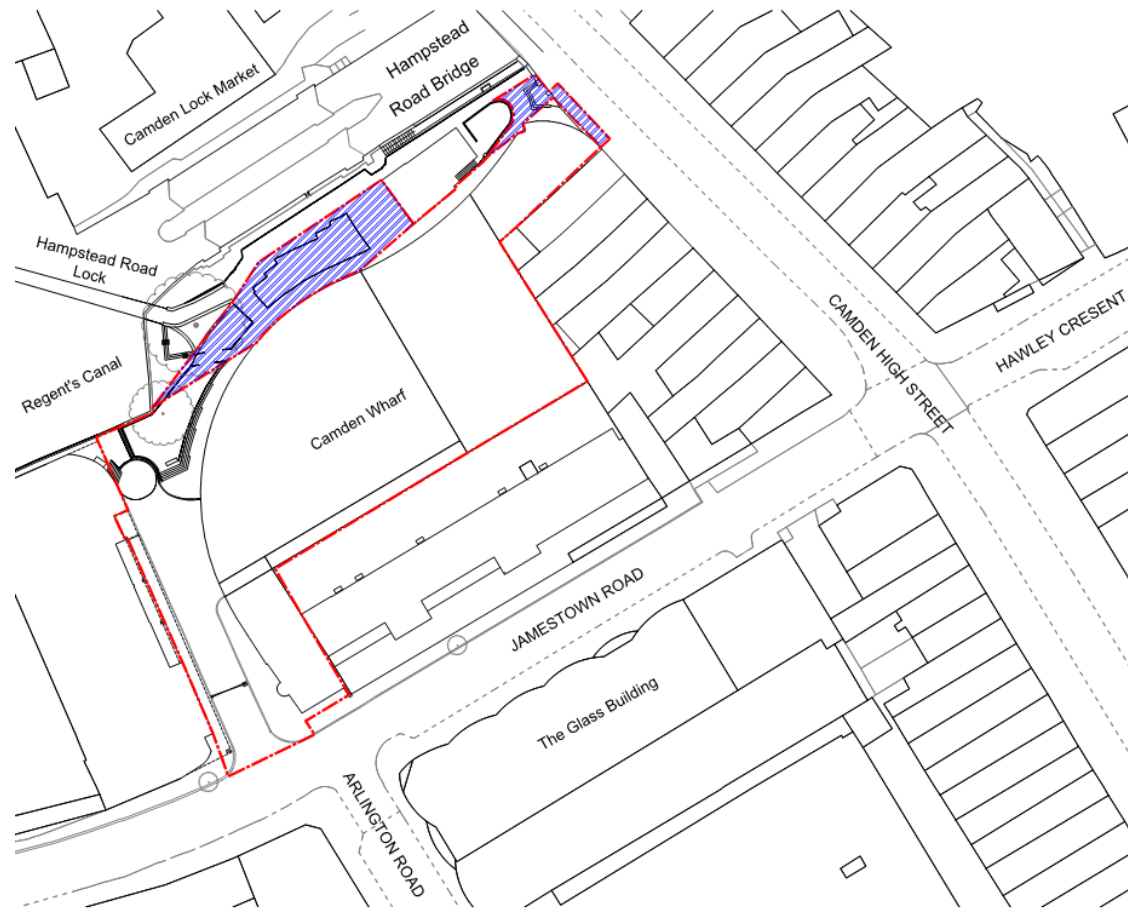 Hampstead
Road Bridge
Camden Lock Market
Hampstead Road
Lock
Regent's Canal
Camden Wharf
CAMDEN HIGH STREET
HAWLEY CRESENT
JAMESTOWN ROAD
The Glass Building
ARLINGTON ROAD